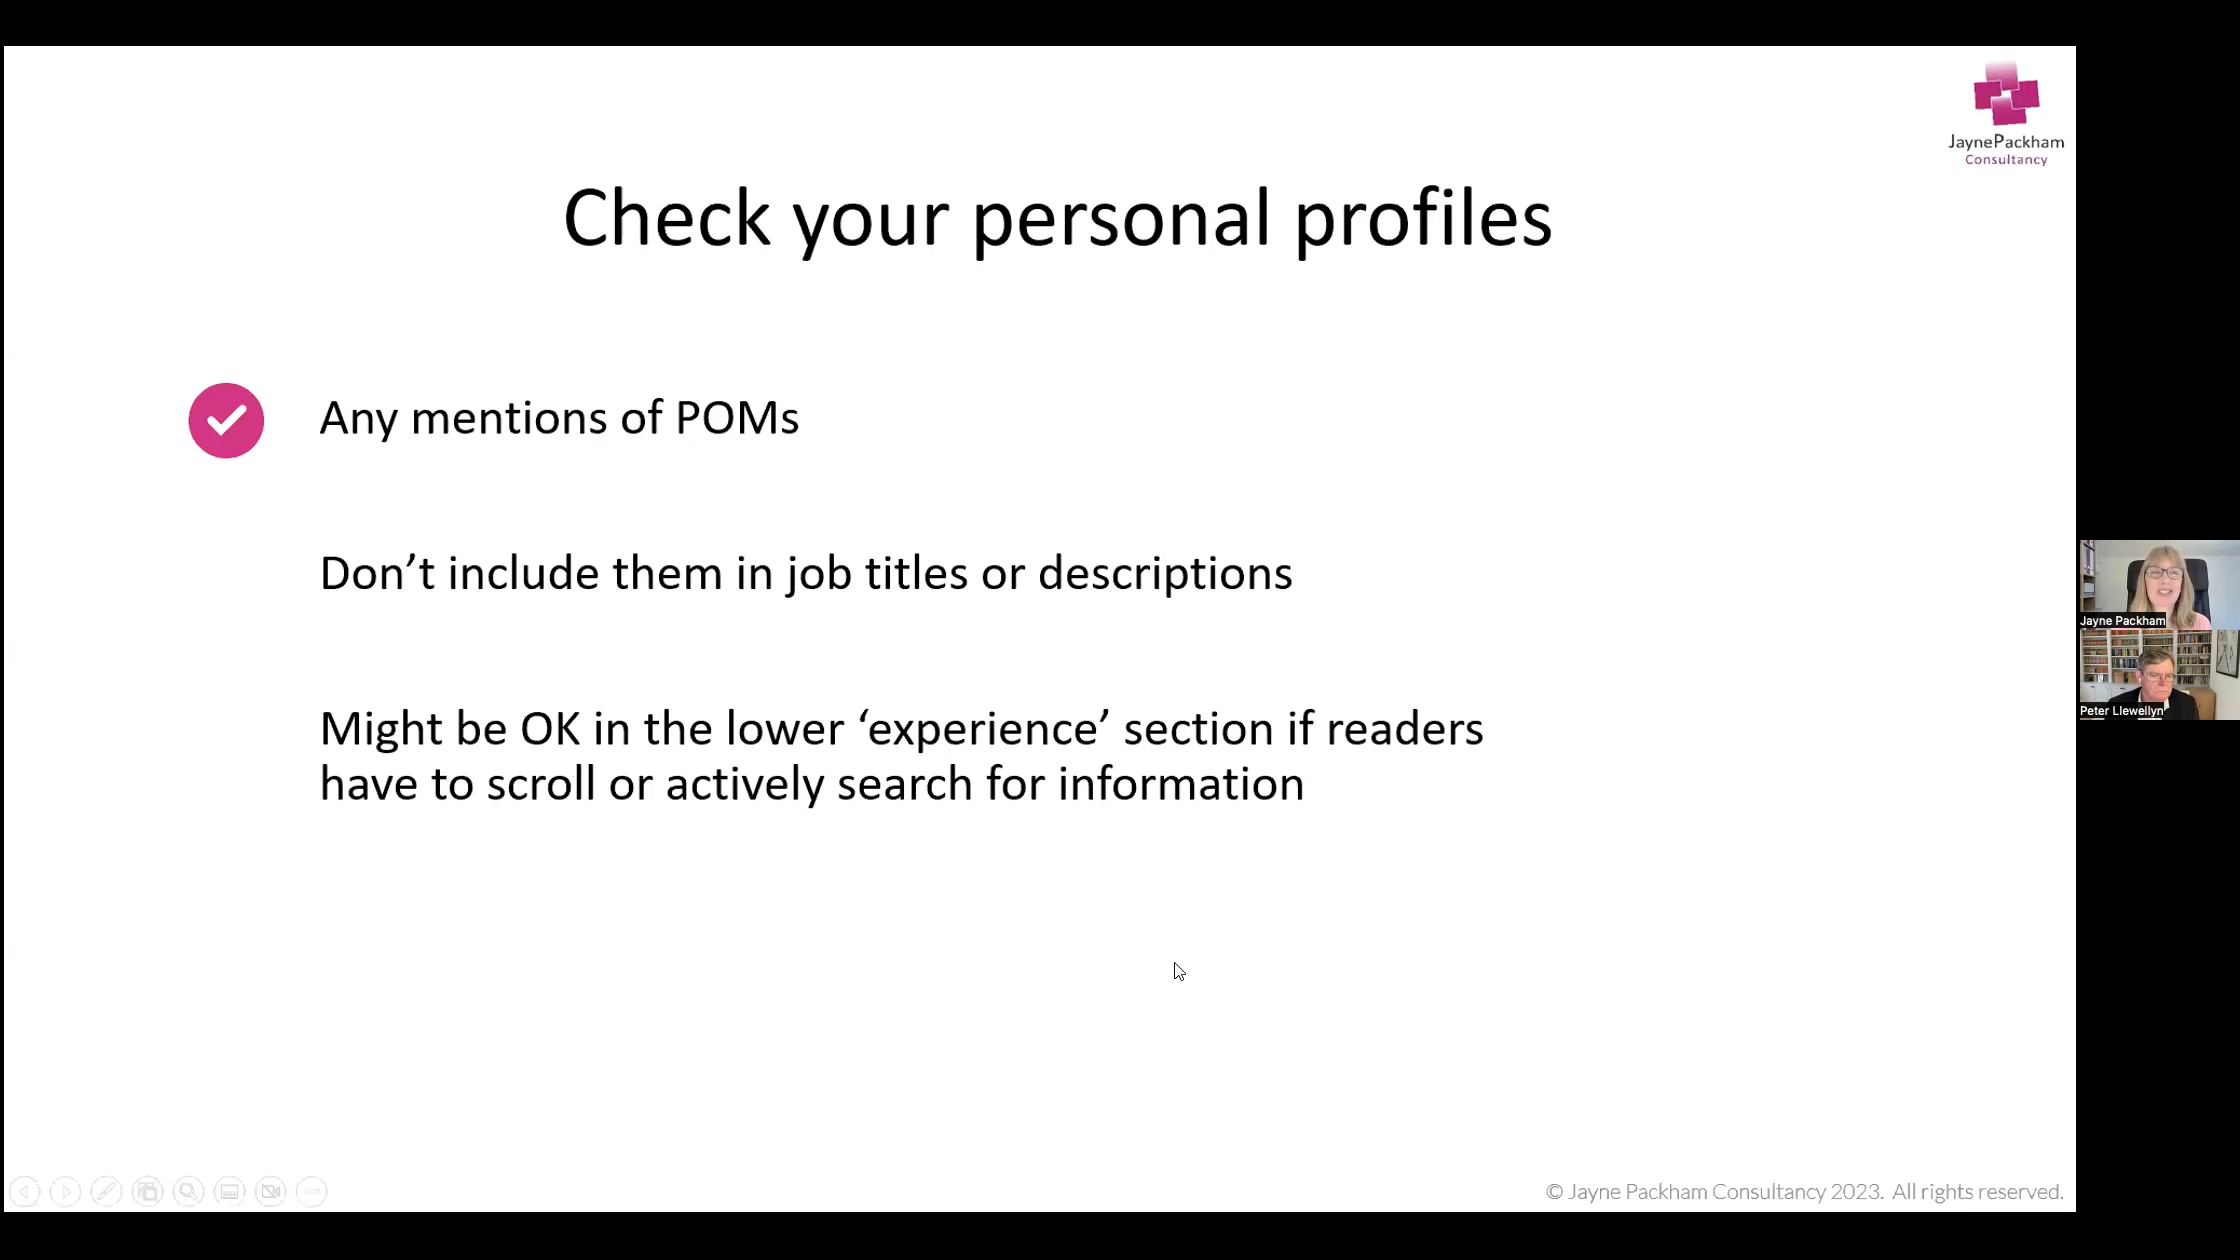 JaynePackham
Consultancy
Check your personal profiles
Any mentions of POMs
Don’t include them in job titles or descriptions
Might be OK in the lower ‘experience’ section if readers
have to scroll or actively search for information
Jayne Packham
Peter Llewellyn
© Jayne Packham Consultancy 2023. All rights reserved.